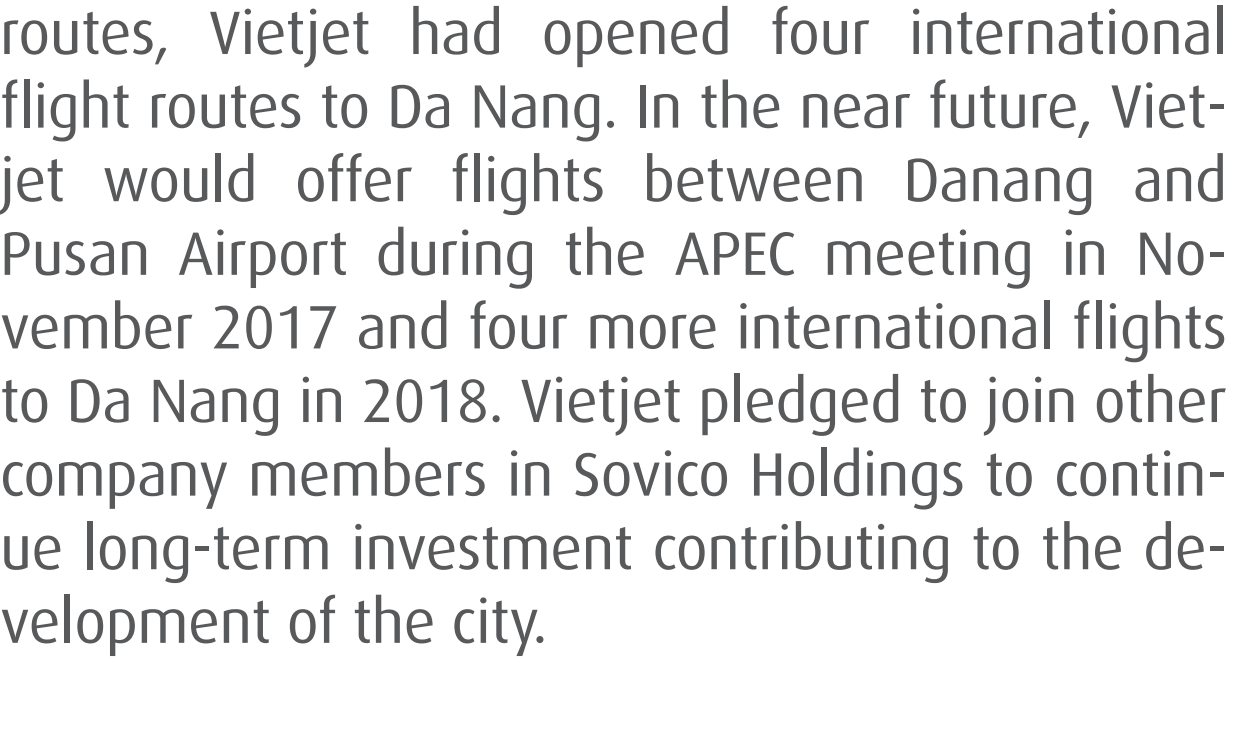 routes, Vietjet had opened four international
flight routes to Da Nang. In the near future, Viet-
jet would offer flights between Danang and
Pusan Airport during the APEC meeting in No-
vember 2017 and four more international flights
to Da Nang in 2018. Vietjet pledged to join other
company members in Sovico Holdings to contin-
ue long-term investment contributing to the de-
velopment of the city.